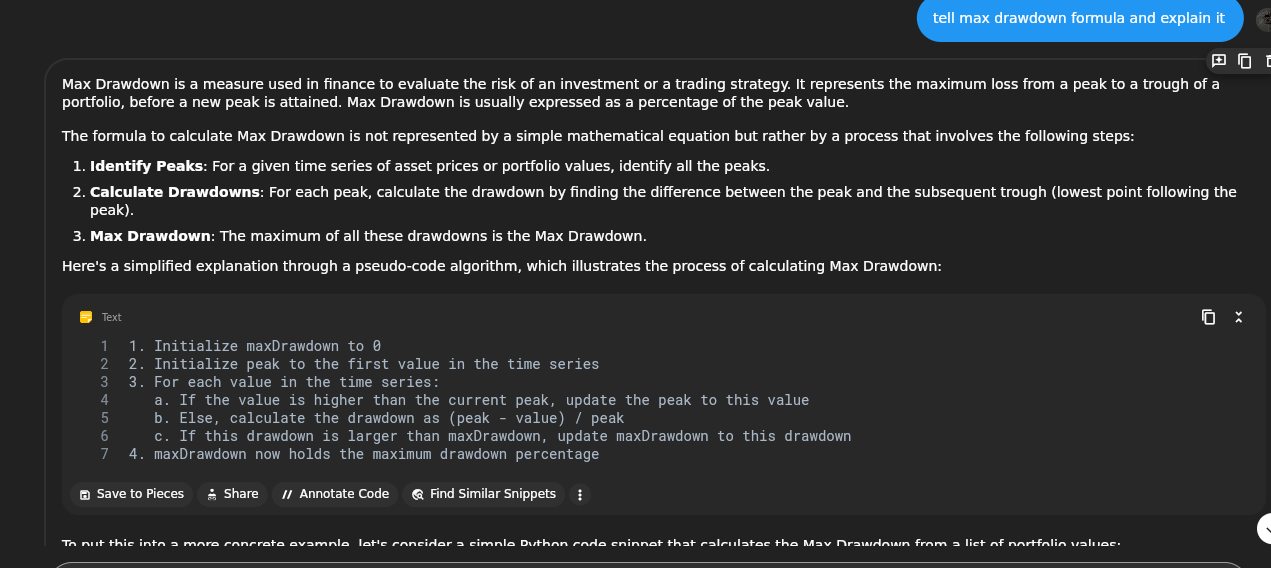 tell max drawdown formula and explain it
Max Drawdown is a measure used in finance to evaluate the risk of an investment or a trading strategy. It represents the maximum loss from a peak to a trough of a
portfolio, before a new peak is attained. Max Drawdown is usually expressed as a percentage of the peak value.
The formula to calculate Max Drawdown is not represented by a simple mathematical equation but rather by a process that involves the following steps:
1. Identify Peaks: For a given time series of asset prices or portfolio values, identify all the peaks.
2. Calculate Drawdowns: For each peak, calculate the drawdown by finding the difference between the peak and the subsequent trough (lowest point following the
peak).
3. Max Drawdown: The maximum of all these drawdowns is the Max Drawdown.
Here's a simplified explanation through a pseudo-code algorithm, which illustrates the process of calculating Max Drawdown:
Text
1 1. Initialize maxDrawdown to 0
2 2. Initialize peak to the first value in the time series
3 3. For each value in the time series:
4 a. If the value is higher than the current peak, update the peak to this value
5 b. Else, calculate the drawdown as (peak - value) / peak
6 c. If this drawdown is larger than maxDrawdown, update maxDrawdown to this drawdown
7 4. maxDrawdown now holds the maximum drawdown percentage
Save to Pieces Share Annotate Code Find Similar Snippets
To put this into a more concrete example, let's consider a simple Python code snippet that calculates the Max Drawdown from a list of portfolio values: